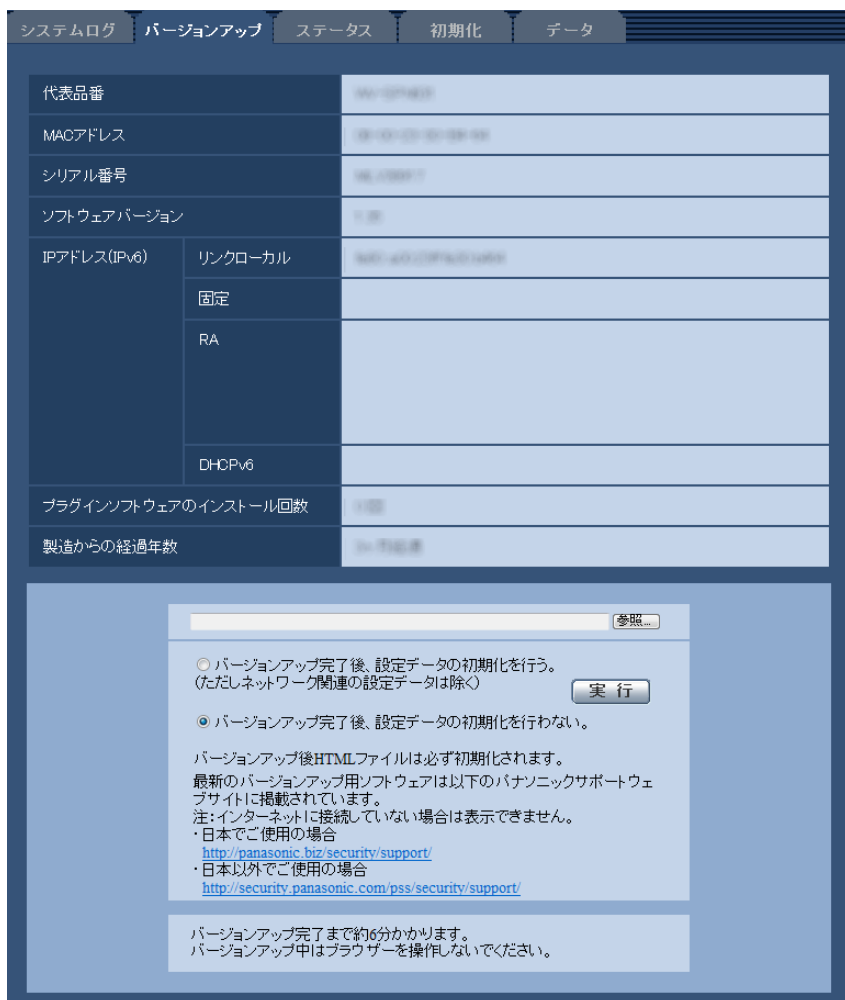 システムログ バージョンアップ ステータス 初期化 データ
代表品番
MACアドレス
シリアル番号
ソフトウェアバージョン
IPアドレス(IPv6) リンクローカル
固定
RA
DHCPv6
プラグインソフトウェアのインストール回数
製造からの経過年数
参照...
バージョンアップ完了後、設定データの初期化を行う。
(ただしネットワーク関連の設定データは除く)
実 行
バージョンアップ完了後、設定データの初期化を行わない。
バージョンアップ後HTMLファイルは必ず初期化されます。
最新のバージョンアップ用ソフトウェアは以下のパナソニックサポートウェ
ブサイトに掲載されています。
注:インターネットに接続していない場合は表示できません。
・日本でご使用の場合
http://panasonic.biz/security/support/
・日本以外でご使用の場合
http://security.panasonic.com/pss/security/support/
バージョンアップ完了まで約6分かかります。
バージョンアップ中はブラウザーを操作しないでください。